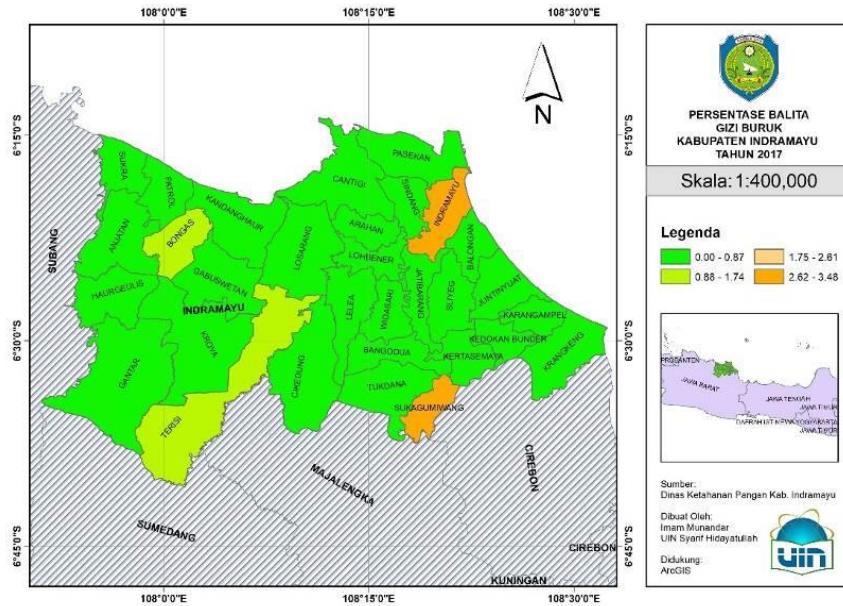 108°0'0"E
108°15'0"E
108°30'0"E
6°15'0"S
6°30'0"S
6°45'0"S
N
PASEKAN
SUKRA
PATROL
CANTIGI
SINDANG
INDRAMAYU
KANDANGHAUR
BONGAS
ANJATAN
ARAHAN
LOSARANG
BALONGAN
LOHBENER
SUBANG
GABUSWETAN
JATIBARANG
HAURGEULIS
SLIYEG
JUNTINYUAT
LELEA
WIDASARI
INDRAMAYU
KARANGAMPEL
KROYA
KEDOKAN BUNDER
BANGODUA
KERTASEMAYA
KRANGKENG
GANTAR
CIKEDUNG
TUKDANA
SUKAGUMIWANG
TERISI
CIREBON
MAJALENGKA
SUMEDANG
CIREBON
KUNINGAN
6°15'0"S
6°30'0"S
6°45'0"S
108°0'0"E
108°15'0"E
108°30'0"E
PERSENTASE BALITA
GIZI BURUK
KABUPATEN INDRAMAYU
TAHUN 2017
Skala: 1:400,000
Legenda
0.00 - 0.87
1.75 - 2.61
0.88 - 1.74
2.62 - 3.48
JAWA BARAT
JAWA TENGAH
JAWA TIMUR
Sumber:
Dinas Ketahanan Pangan Kab. Indramayu
Dibuat Oleh:
Imam Munandar
UIN Syarif Hidayatullah
Didukung:
ArcGIS
UIN